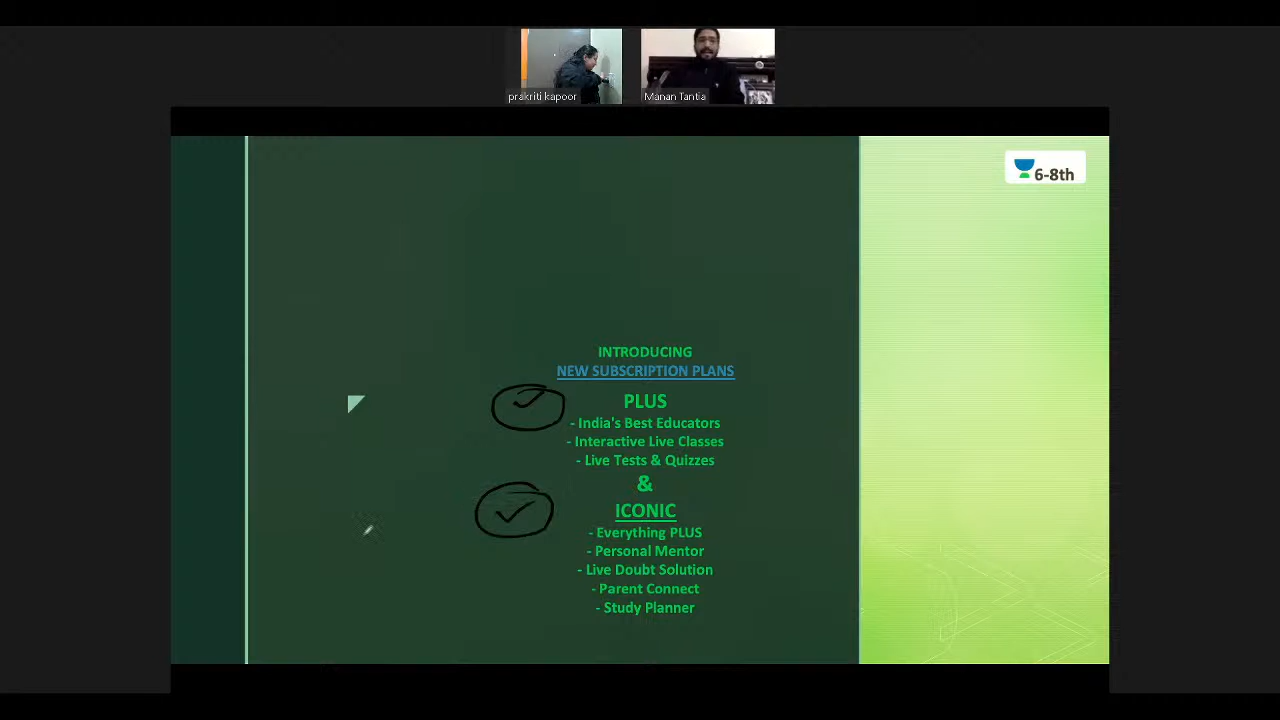 prakriti kapoor
Manan Tantia
6-8th
INTRODUCING
NEW SUBSCRIPTION PLANS
PLUS
- India's Best Educators
- Interactive Live Classes
- Live Tests & Quizzes
&
ICONIC
- Everything PLUS
- Personal Mentor
- Live Doubt Solution
- Parent Connect
- Study Planner